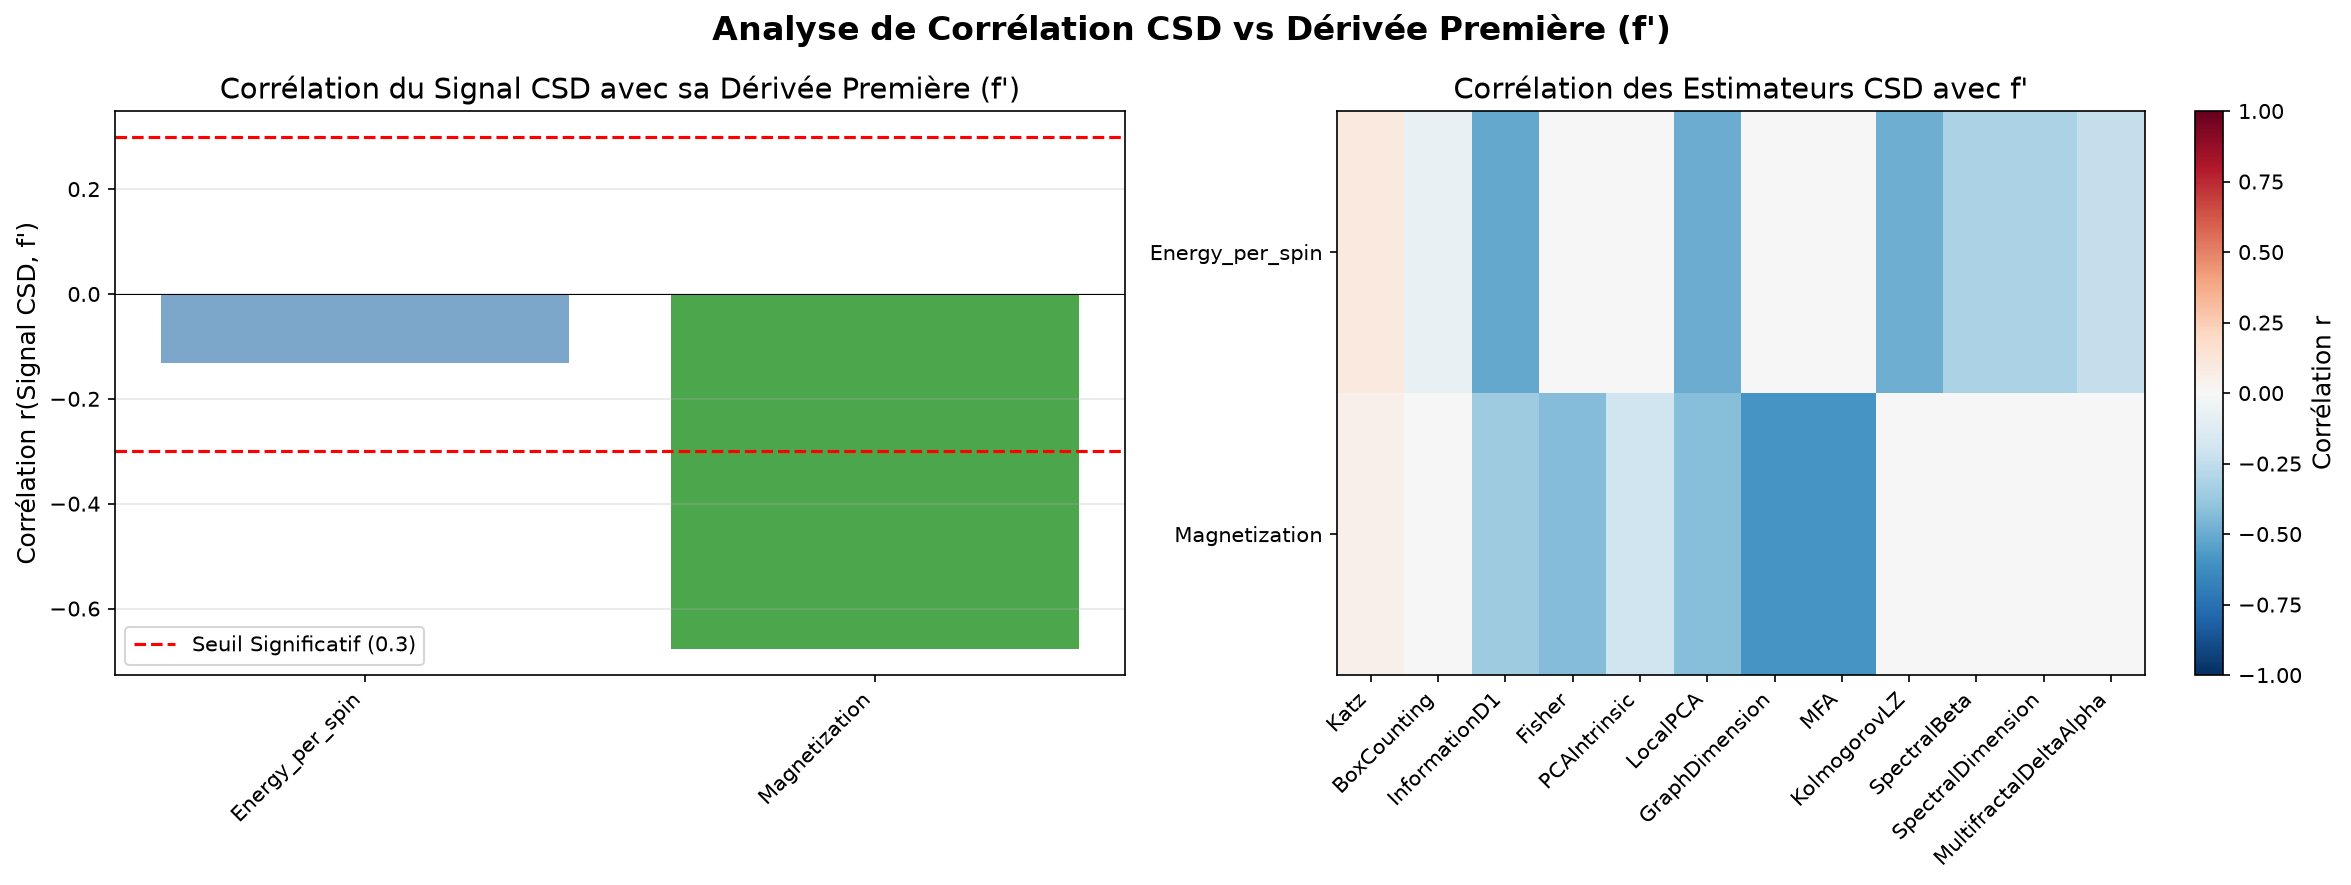 Analyse de Corrélation CSD vs Dérivée Première (f')
Corrélation du Signal CSD avec sa Dérivée Première (f')
Corrélation r(Signal CSD, f')
0.2
0.0
−0.2
−0.4
−0.6
Seuil Significatif (0.3)
Energy_per_spin
Magnetization
Corrélation des Estimateurs CSD avec f'
Energy_per_spin
Magnetization
Katz
BoxCounting
InformationD1
Fisher
PCAIntrinsic
LocalPCA
GraphDimension
MFA
KolmogorovLZ
SpectralBeta
SpectralDimension
MultifractalDeltaAlpha
1.00
0.75
0.50
0.25
0.00
−0.25
−0.50
−0.75
−1.00
Corrélation r